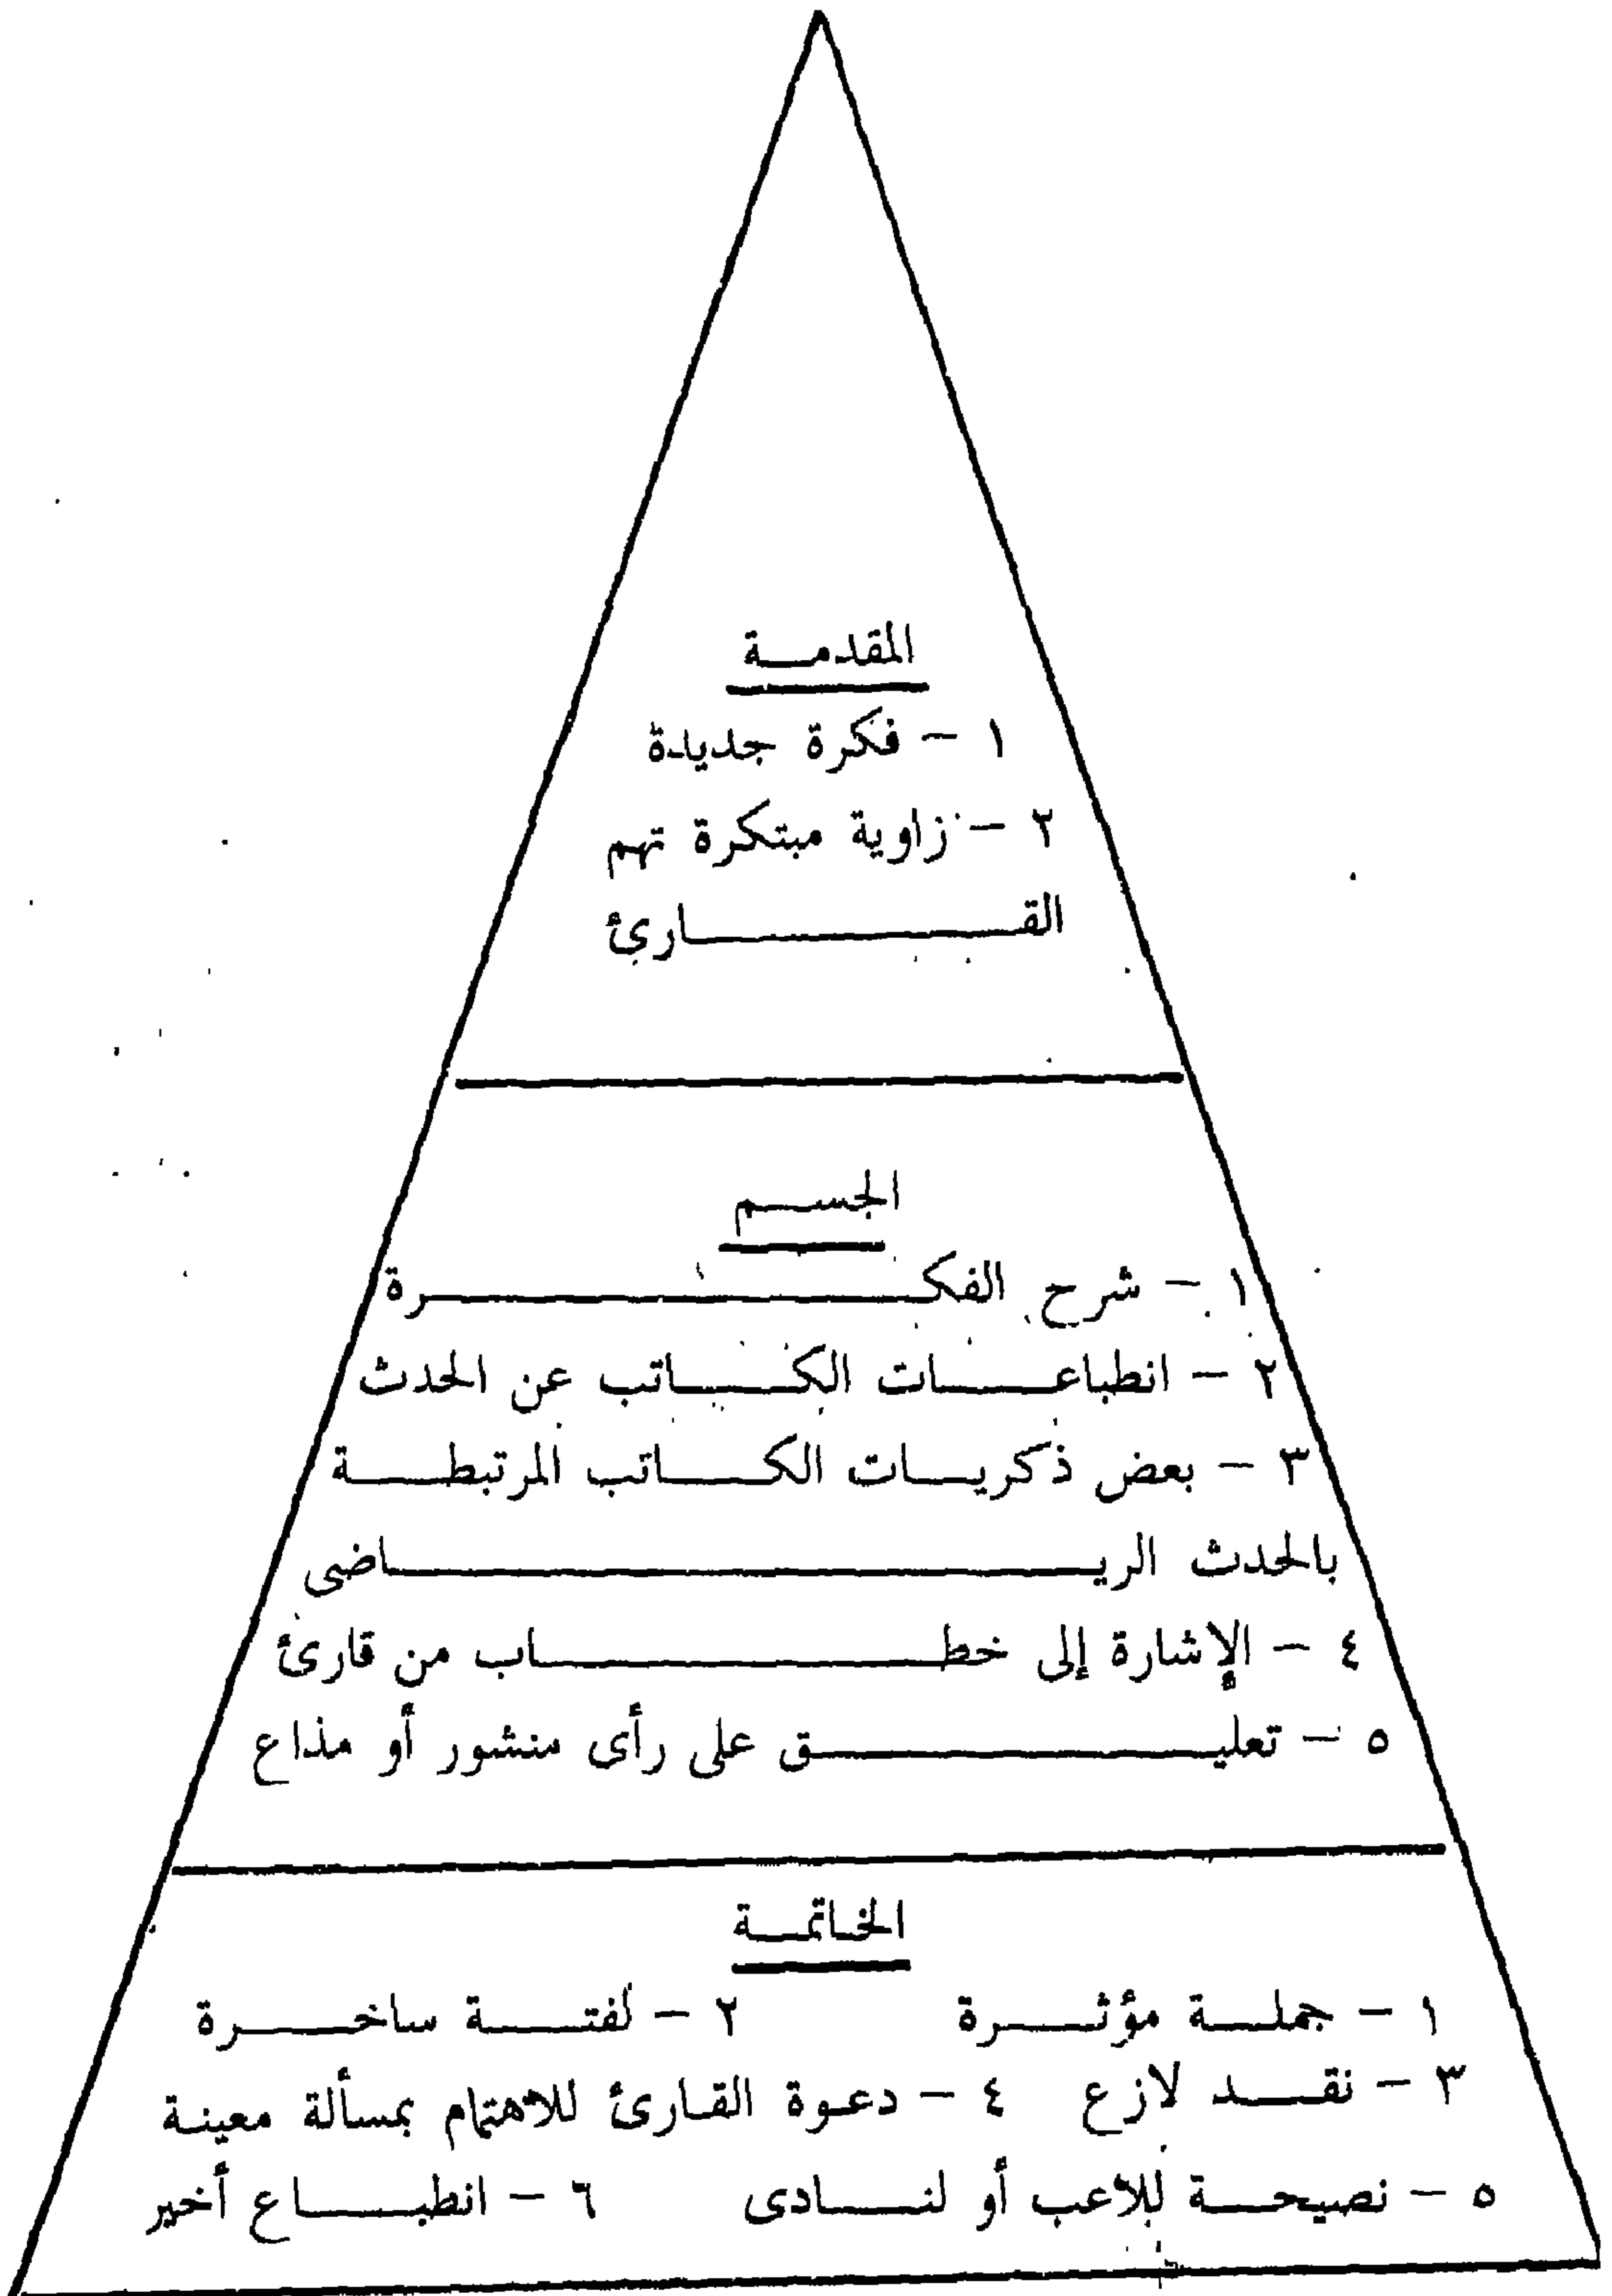 المقدمة
١ - فكرة جديدة
٢ - زاوية مبتكرة تهم
القارئ
الجسم
١ - شرح الفكرة
٢ - انطباعات الكاتب عن الحدث
٣ - بعض ذكريات الكاتب المرتبطة
بالحدث الرياضى
٤ - الإشارة إلى خطاب من قارئ
٥ - تعليق على رأى منشور أو مذاع
الخاتمة
١ - جملة مؤثرة ٢ - لفتة ساخرة
٣ - نقد لازع ٤ - دعوة القارئ للاهتمام بمسألة معينة
٥ - نصيحة للاعب أو لنادى ٦ - انطباع أخير